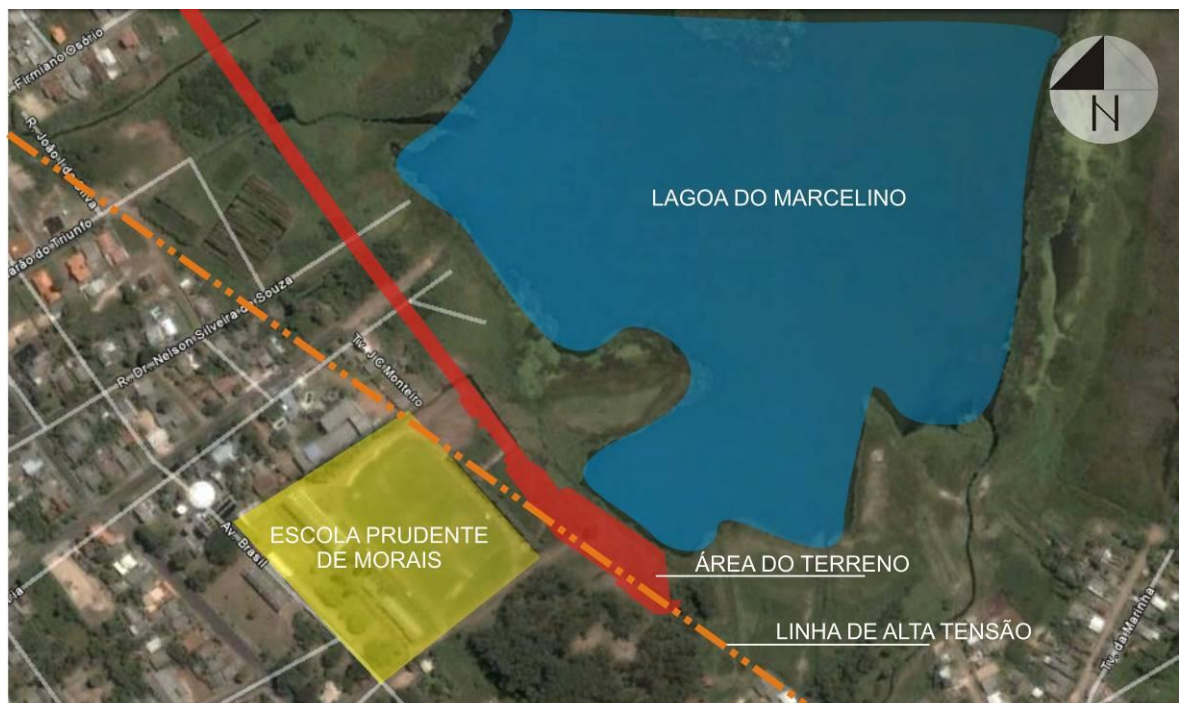 Firmiano Osório
N
LAGOA DO MARCELINO
R. Dr. Nelson Silveira de Souza
Tv. J C Monteiro
ESCOLA PRUDENTE
DE MORAIS
Av. Brasil
ÁREA DO TERRENO
LINHA DE ALTA TENSÃO
Tv. da Marinha